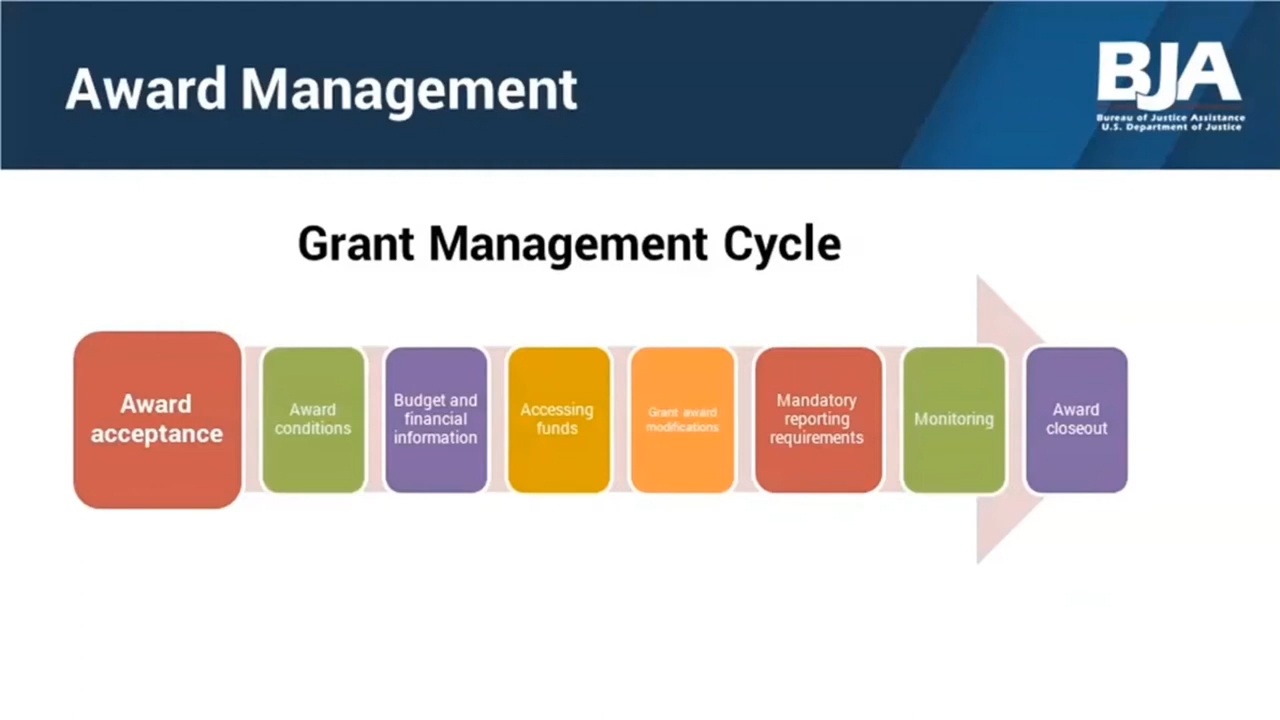 Award Management
BJA
Bureau of Justice Assistance
U.S. Department of Justice
Grant Management Cycle
Award
acceptance
Award
conditions
Budget and
financial
information
Accessing
funds
Grant award
modifications
Mandatory
reporting
requirements
Monitoring
Award
closeout